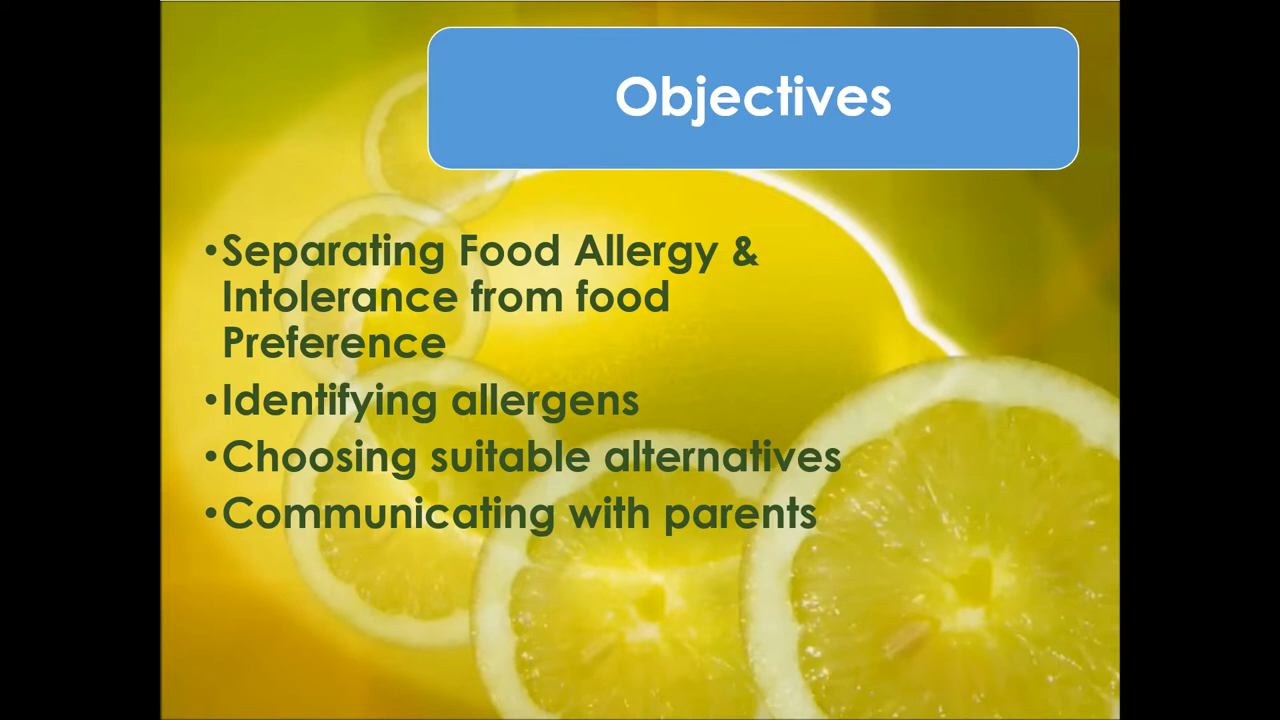 Objectives
•Separating Food Allergy &
Intolerance from food
Preference
•Identifying allergens
•Choosing suitable alternatives
•Communicating with parents